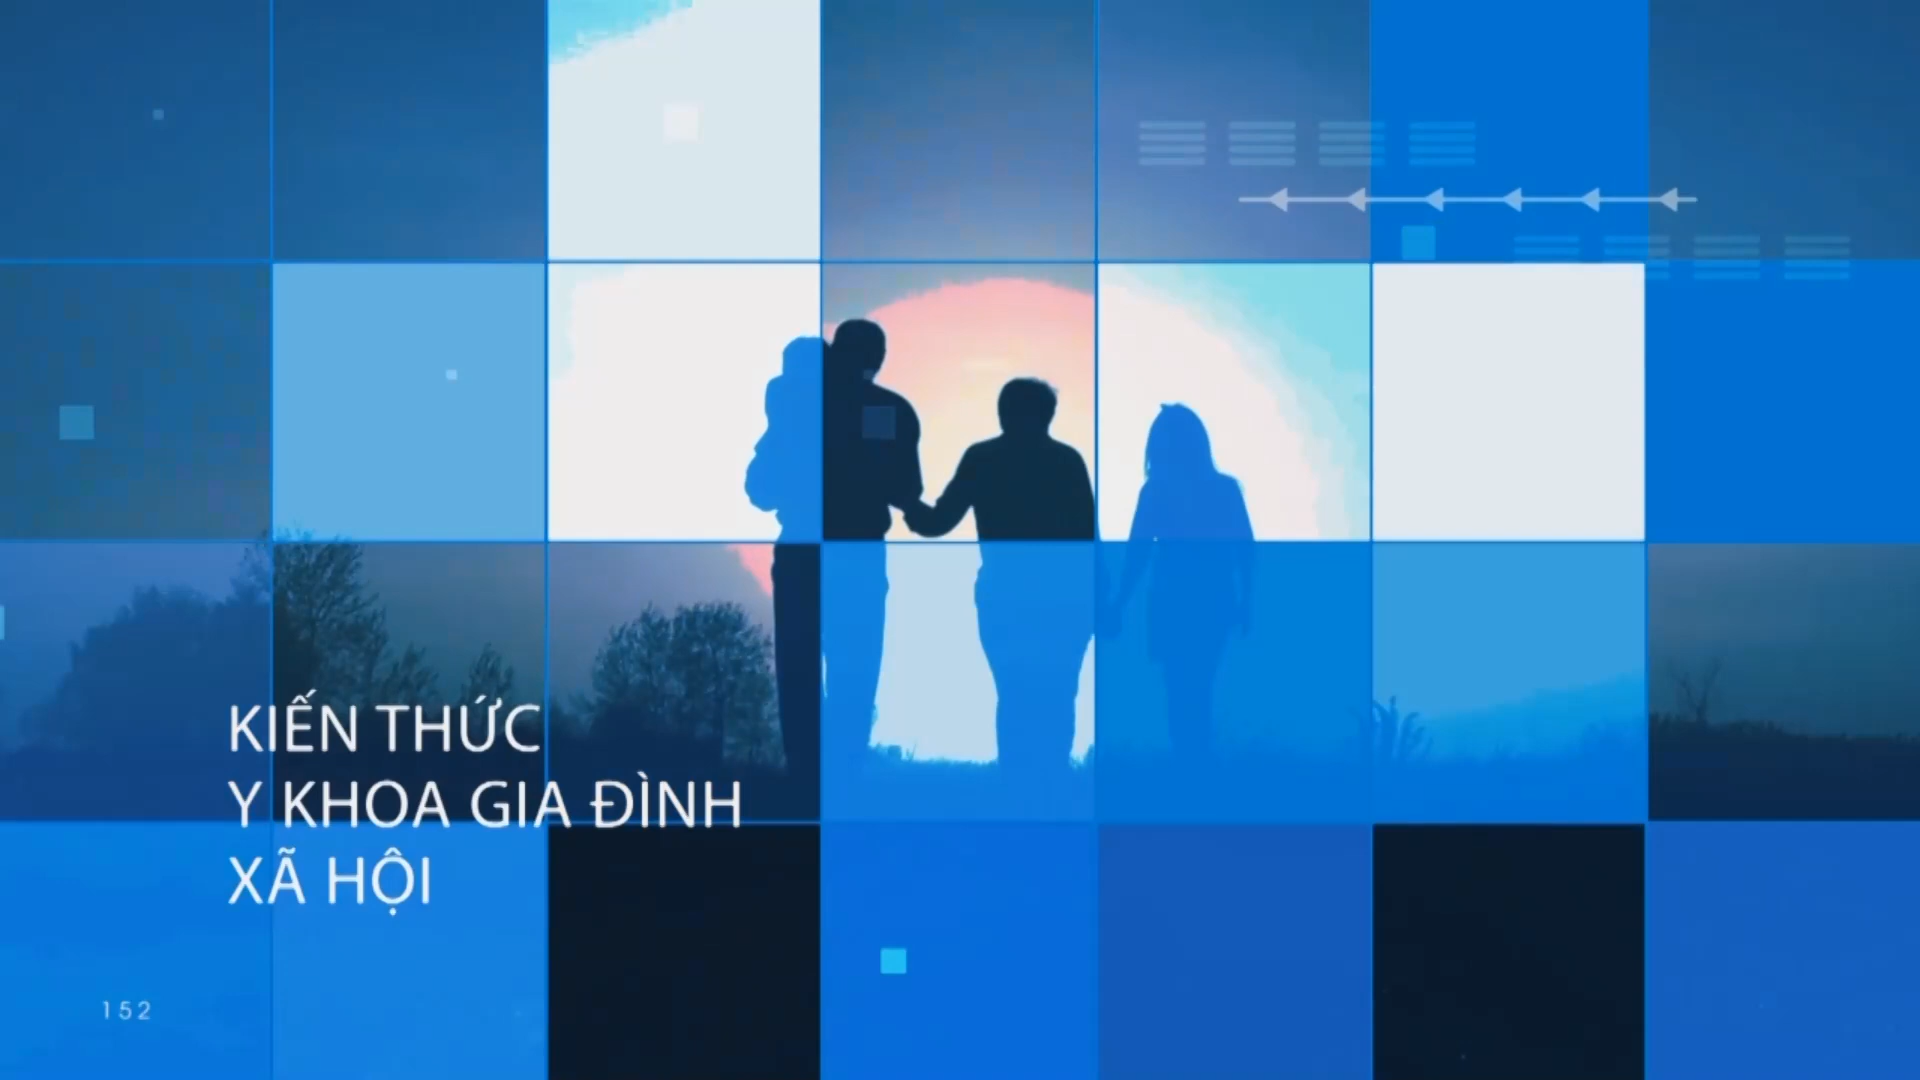 KIẾN THỨC
Y KHOA GIA ĐÌNH
XÃ HỘI
152